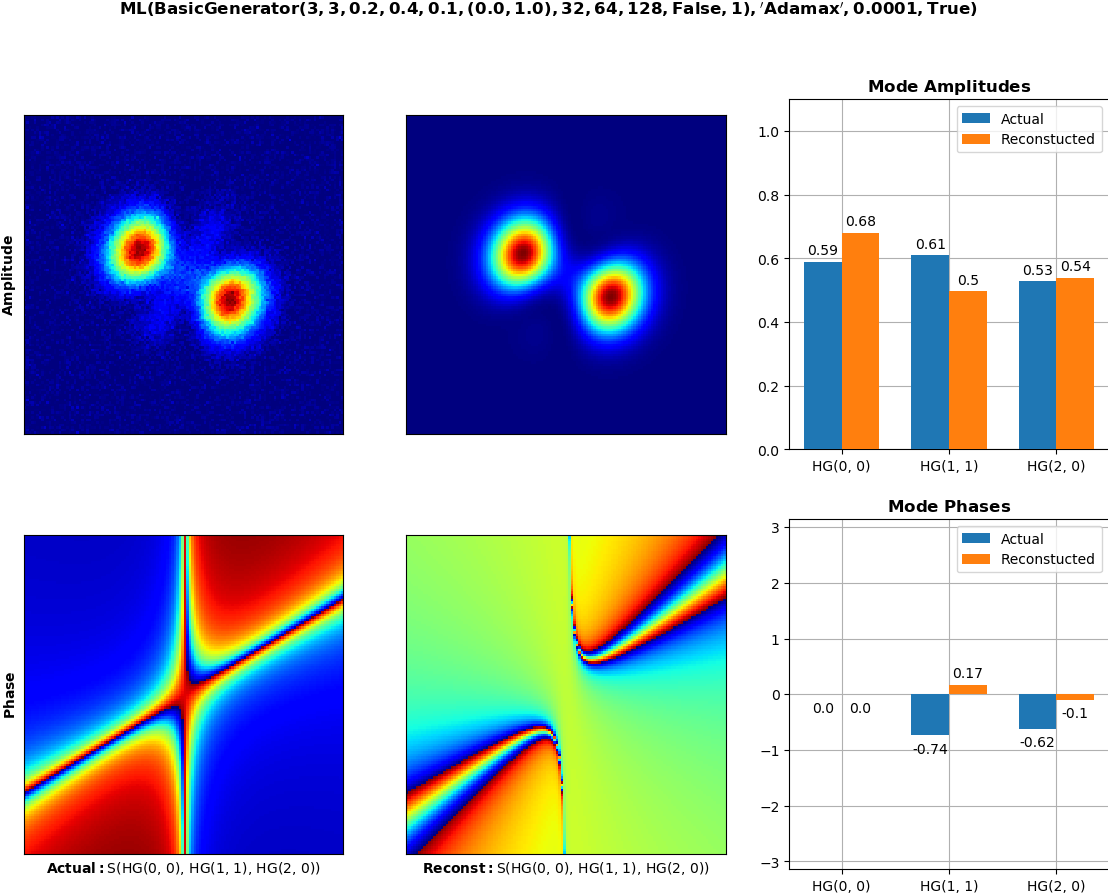 ML(BasicGenerator(3, 3, 0.2, 0.4, 0.1, (0.0, 1.0), 32, 64, 128, False, 1), ′Adamax′, 0.0001, True)
Amplitude
Mode Amplitudes
Actual
Reconstucted
1.0
0.8
0.6
0.4
0.2
0.0
0.59
0.68
0.61
0.5
0.53
0.54
HG(0, 0)
HG(1, 1)
HG(2, 0)
Phase
Actual: S(HG(0, 0), HG(1, 1), HG(2, 0))
Reconst: S(HG(0, 0), HG(1, 1), HG(2, 0))
Mode Phases
Actual
Reconstucted
3
2
1
0
−1
−2
−3
0.0
0.0
-0.74
0.17
-0.62
-0.1
HG(0, 0)
HG(1, 1)
HG(2, 0)